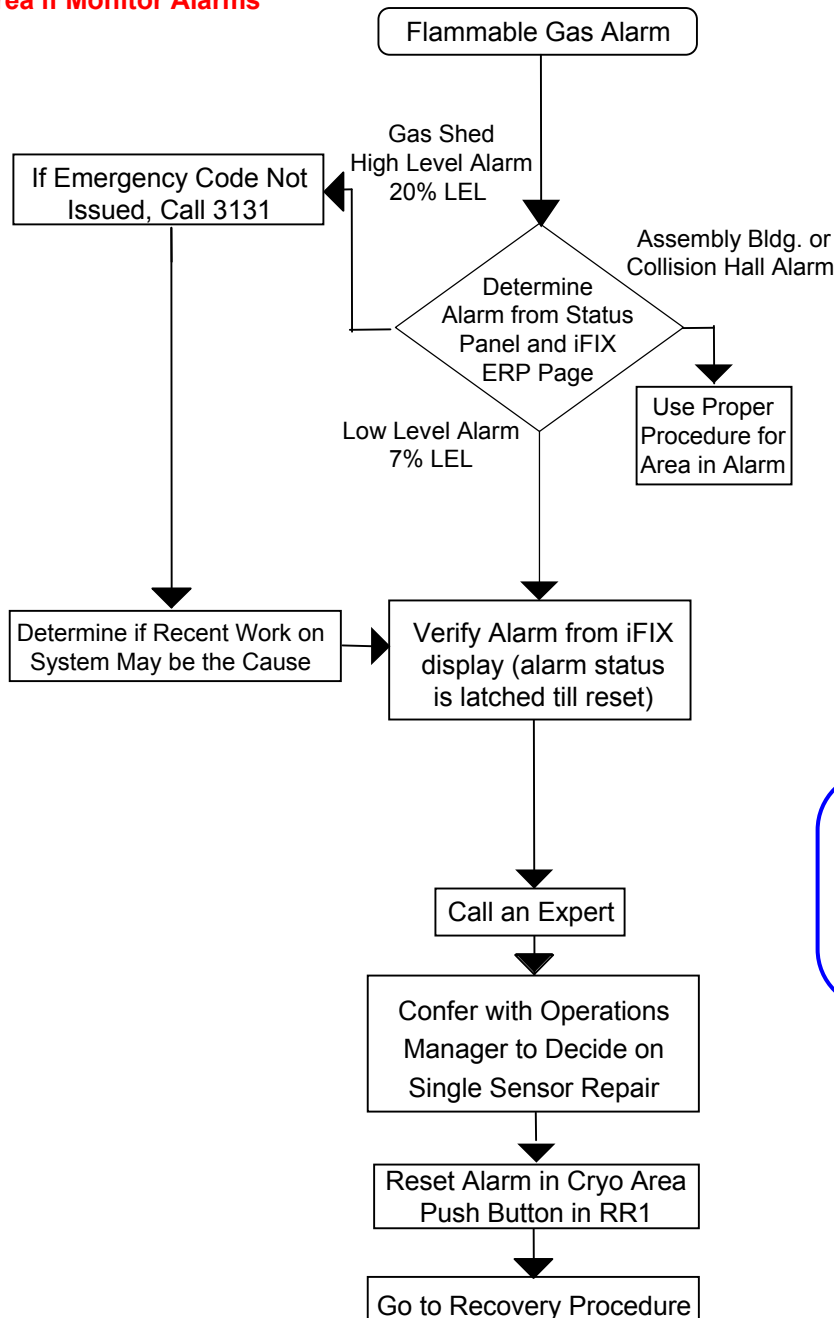 ea if Monitor Alarms
Flammable Gas Alarm
Gas Shed
High Level Alarm
20% LEL
If Emergency Code Not
Issued, Call 3131
Assembly Bldg. or
Collision Hall Alarm
Determine
Alarm from Status
Panel and iFIX
ERP Page
Use Proper
Procedure for
Area in Alarm
Low Level Alarm
7% LEL
Determine if Recent Work on
System May be the Cause
Verify Alarm from iFIX
display (alarm status
is latched till reset)
Call an Expert
Confer with Operations
Manager to Decide on
Single Sensor Repair
Reset Alarm in Cryo Area
Push Button in RR1
Go to Recovery Procedure